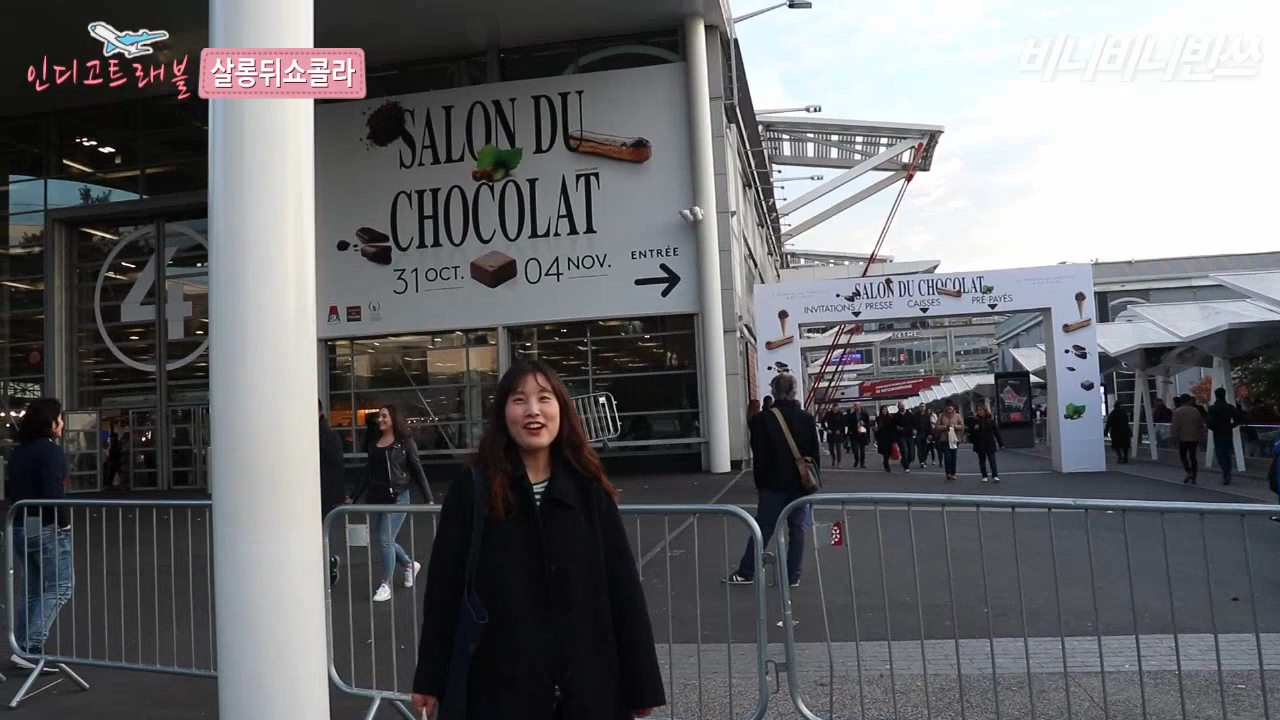 인디고트래블
살롱뒤쇼콜라
비니비니빈쓰
SALON DU
CHOCOLAT
31 OCT. 04 NOV.
ENTRÉE
4
SALON DU CHOCOLAT
INVITATIONS / PRESSE CAISSES PRÉ-PAYÉS